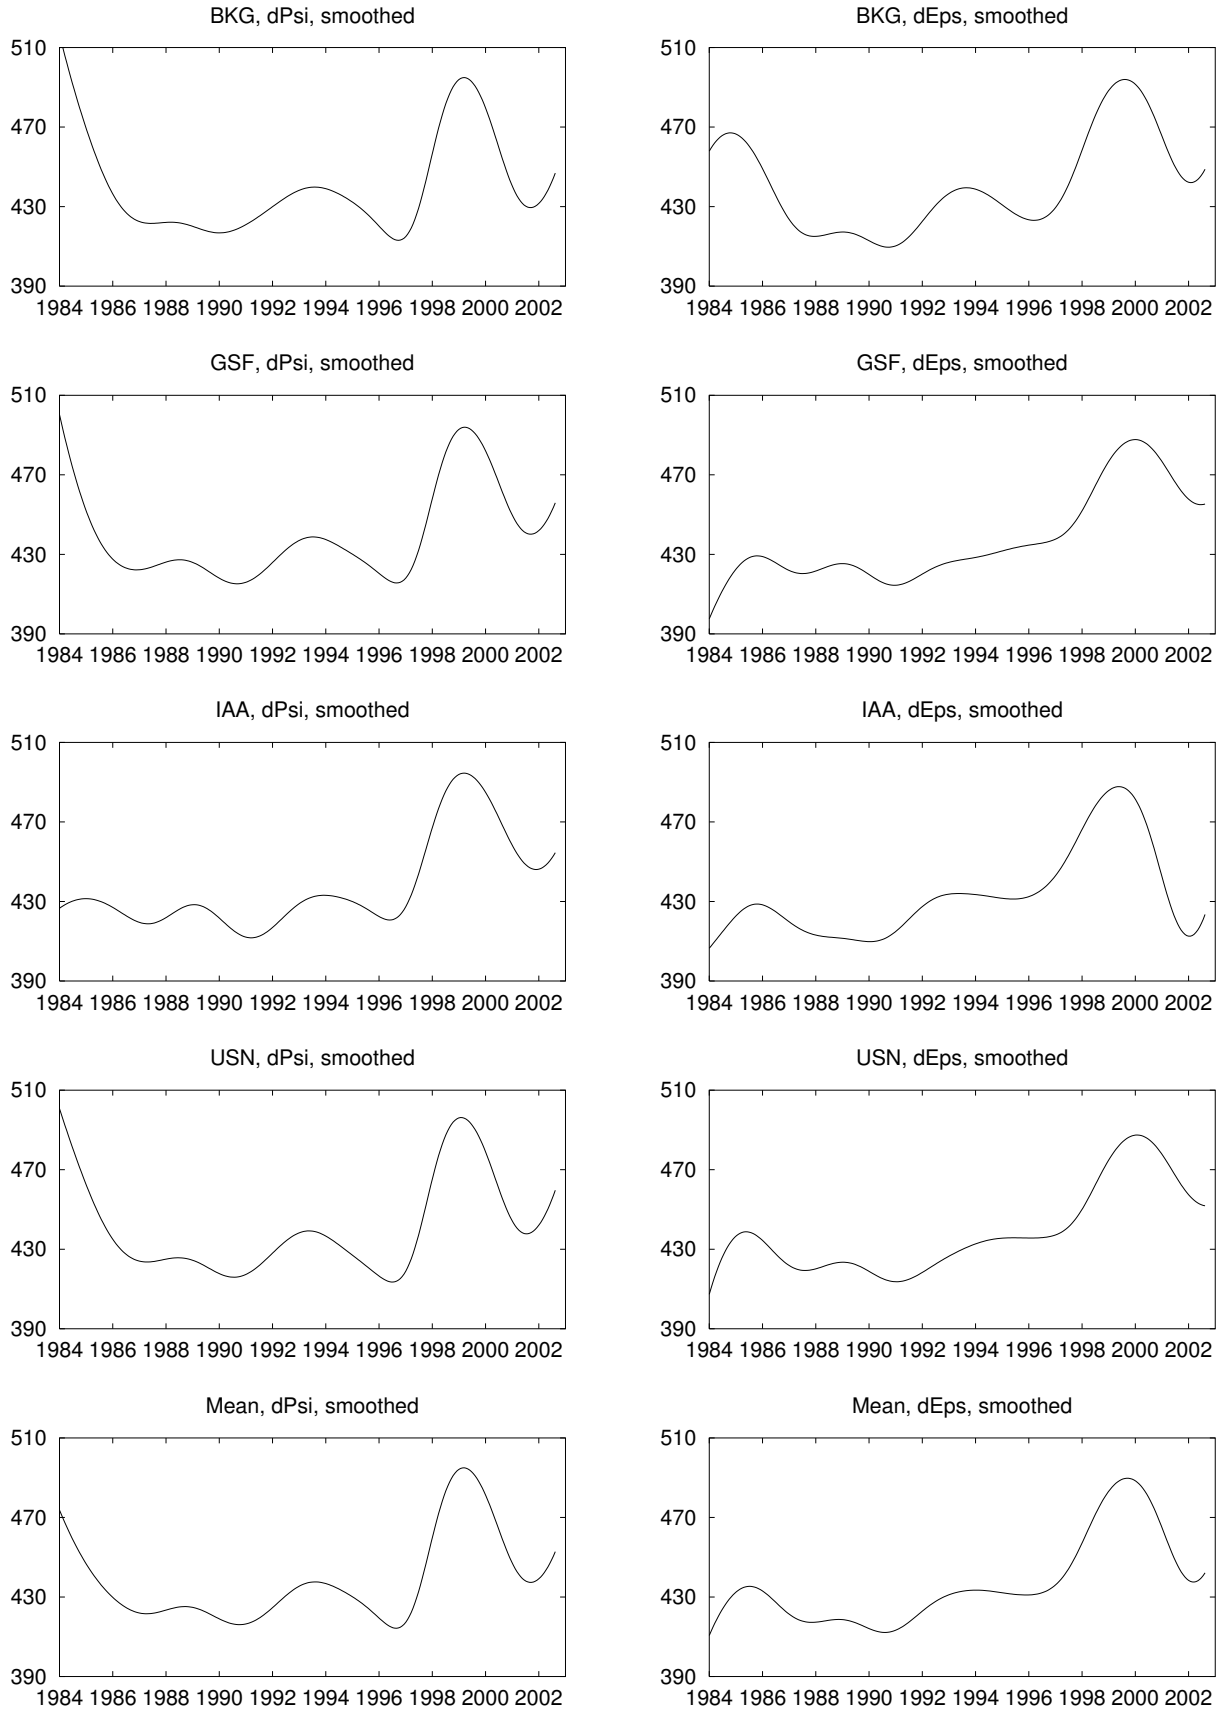 BKG, dPsi, smoothed
510
470
430
390
1984 1986 1988 1990 1992 1994 1996 1998 2000 2002
BKG, dEps, smoothed
510
470
430
390
1984 1986 1988 1990 1992 1994 1996 1998 2000 2002
GSF, dPsi, smoothed
510
470
430
390
1984 1986 1988 1990 1992 1994 1996 1998 2000 2002
GSF, dEps, smoothed
510
470
430
390
1984 1986 1988 1990 1992 1994 1996 1998 2000 2002
IAA, dPsi, smoothed
510
470
430
390
1984 1986 1988 1990 1992 1994 1996 1998 2000 2002
IAA, dEps, smoothed
510
470
430
390
1984 1986 1988 1990 1992 1994 1996 1998 2000 2002
USN, dPsi, smoothed
510
470
430
390
1984 1986 1988 1990 1992 1994 1996 1998 2000 2002
USN, dEps, smoothed
510
470
430
390
1984 1986 1988 1990 1992 1994 1996 1998 2000 2002
Mean, dPsi, smoothed
510
470
430
390
1984 1986 1988 1990 1992 1994 1996 1998 2000 2002
Mean, dEps, smoothed
510
470
430
390
1984 1986 1988 1990 1992 1994 1996 1998 2000 2002